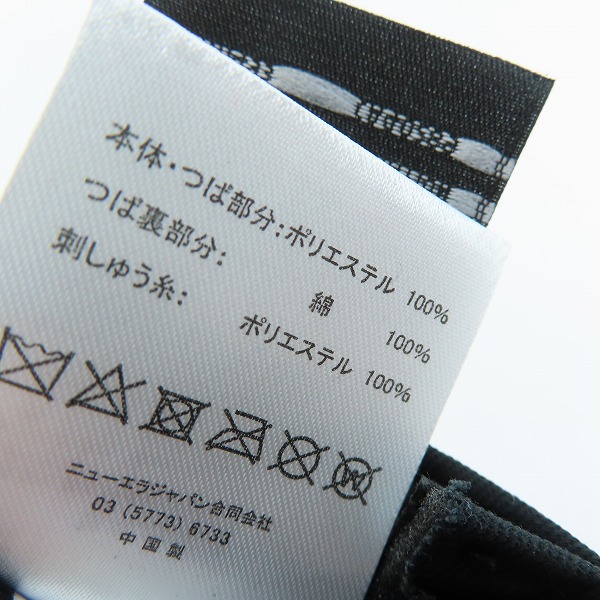 本体・つば部分:ポリエステル 100%
つば裏部分: 綿 100%
刺しゅう糸: ポリエステル 100%
ニューエラジャパン合同会社
03 (5773) 6733
中国製